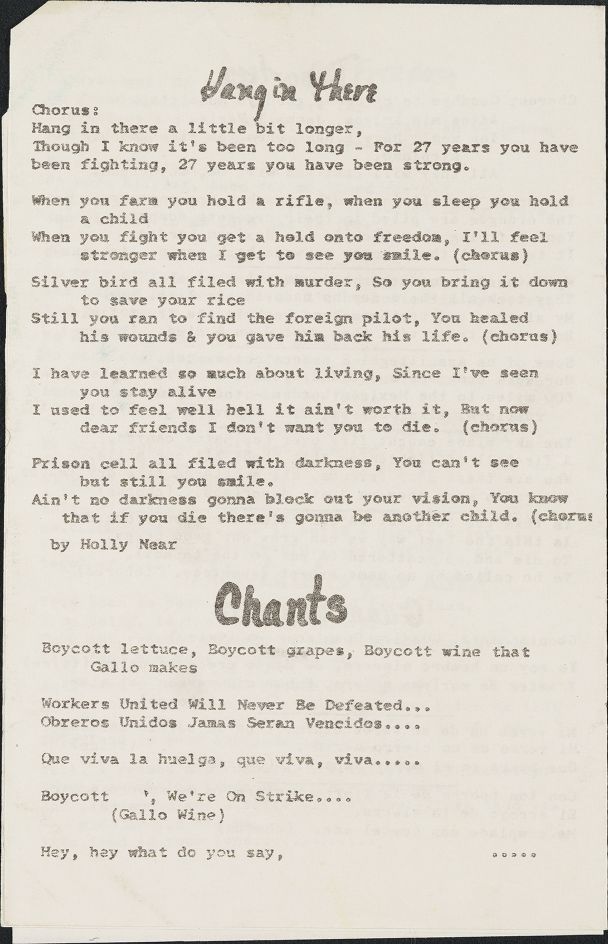 Hang in There
Chorus:
Hang in there a little bit longer,
Though I know it's been too long - For 27 years you have
been fighting, 27 years you have been strong.
When you farm you hold a rifle, when you sleep you hold
a child
When you fight you get a hold onto freedom, I'll feel
stronger when I get to see you smile. (chorus)
Silver bird all filed with murder, So you bring it down
to save your rice
Still you ran to find the foreign pilot, You healed
his wounds & you gave him back his life. (chorus)
I have learned so much about living, Since I've seen
you stay alive
I used to feel well hell it ain't worth it, But now
dear friends I don't want you to die. (chorus)
Prison cell all filed with darkness, You can't see
but still you smile.
Ain't no darkness gonna block out your vision, You know
that if you die there's gonna be another child. (chorus
by Holly Near
Chants
Boycott lettuce, Boycott grapes, Boycott wine that
Gallo makes
Workers United Will Never Be Defeated...
Obreros Unidos Jamas Seran Vencidos....
Que viva la huelga, que viva, viva.....
Boycott ', We're On Strike....
(Gallo Wine)
Hey, hey what do you say, .....